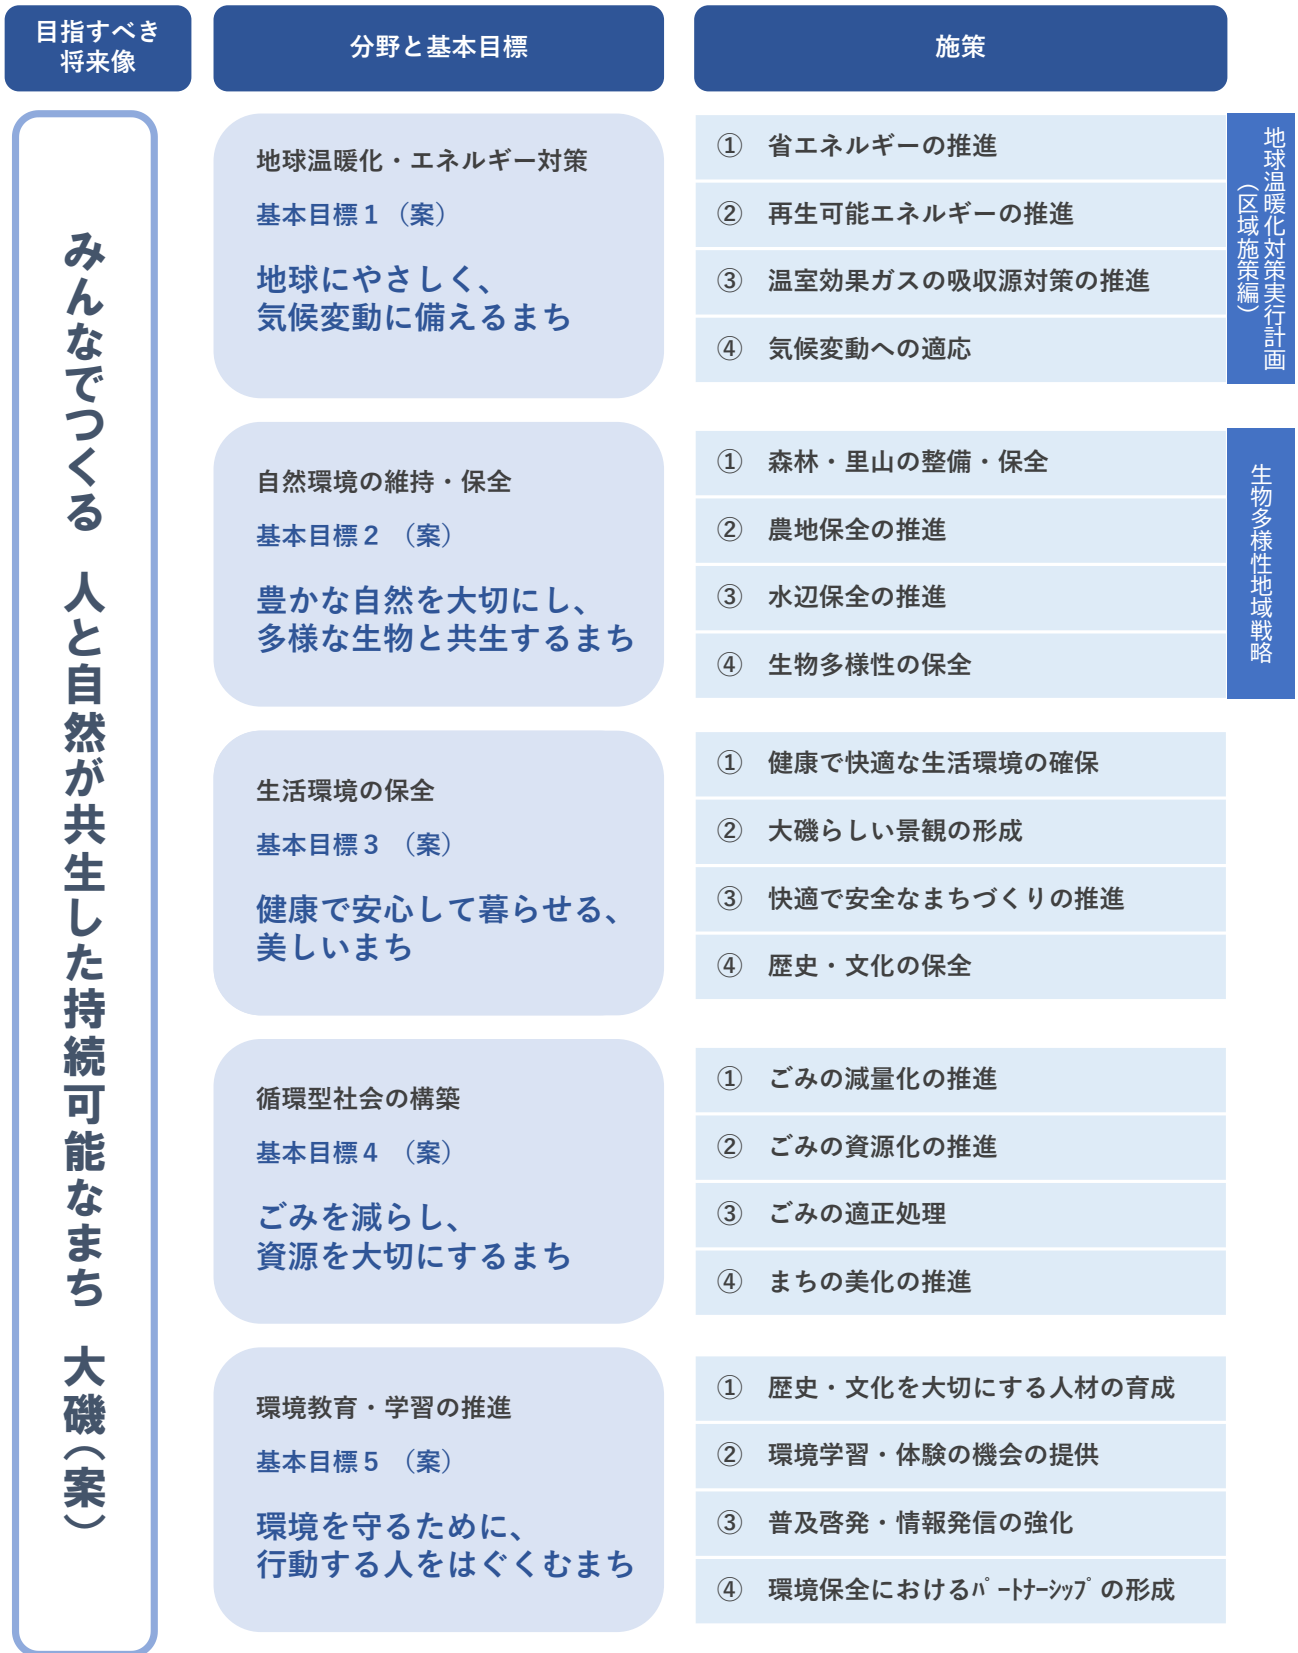 目指すべき
将来像
分野と基本目標
施策
みんなでつくる　人と自然が共生した持続可能なまち　大磯（案）
地球温暖化・エネルギー対策
基本目標１（案）
地球にやさしく、
気候変動に備えるまち
①　省エネルギーの推進
②　再生可能エネルギーの推進
③　温室効果ガスの吸収源対策の推進
④　気候変動への適応
地球温暖化対策実行計画
（区域施策編）
自然環境の維持・保全
基本目標２　（案）
豊かな自然を大切にし、
多様な生物と共生するまち
①　森林・里山の整備・保全
②　農地保全の推進
③　水辺保全の推進
④　生物多様性の保全
生物多様性地域戦略
生活環境の保全
基本目標３　（案）
健康で安心して暮らせる、
美しいまち
①　健康で快適な生活環境の確保
②　大磯らしい景観の形成
③　快適で安全なまちづくりの推進
④　歴史・文化の保全
循環型社会の構築
基本目標４　（案）
ごみを減らし、
資源を大切にするまち
①　ごみの減量化の推進
②　ごみの資源化の推進
③　ごみの適正処理
④　まちの美化の推進
環境教育・学習の推進
基本目標５　（案）
環境を守るために、
行動する人をはぐくむまち
①　歴史・文化を大切にする人材の育成
②　環境学習・体験の機会の提供
③　普及啓発・情報発信の強化
④　環境保全におけるﾊﾟｰﾄﾅｰｼｯﾌﾟの形成